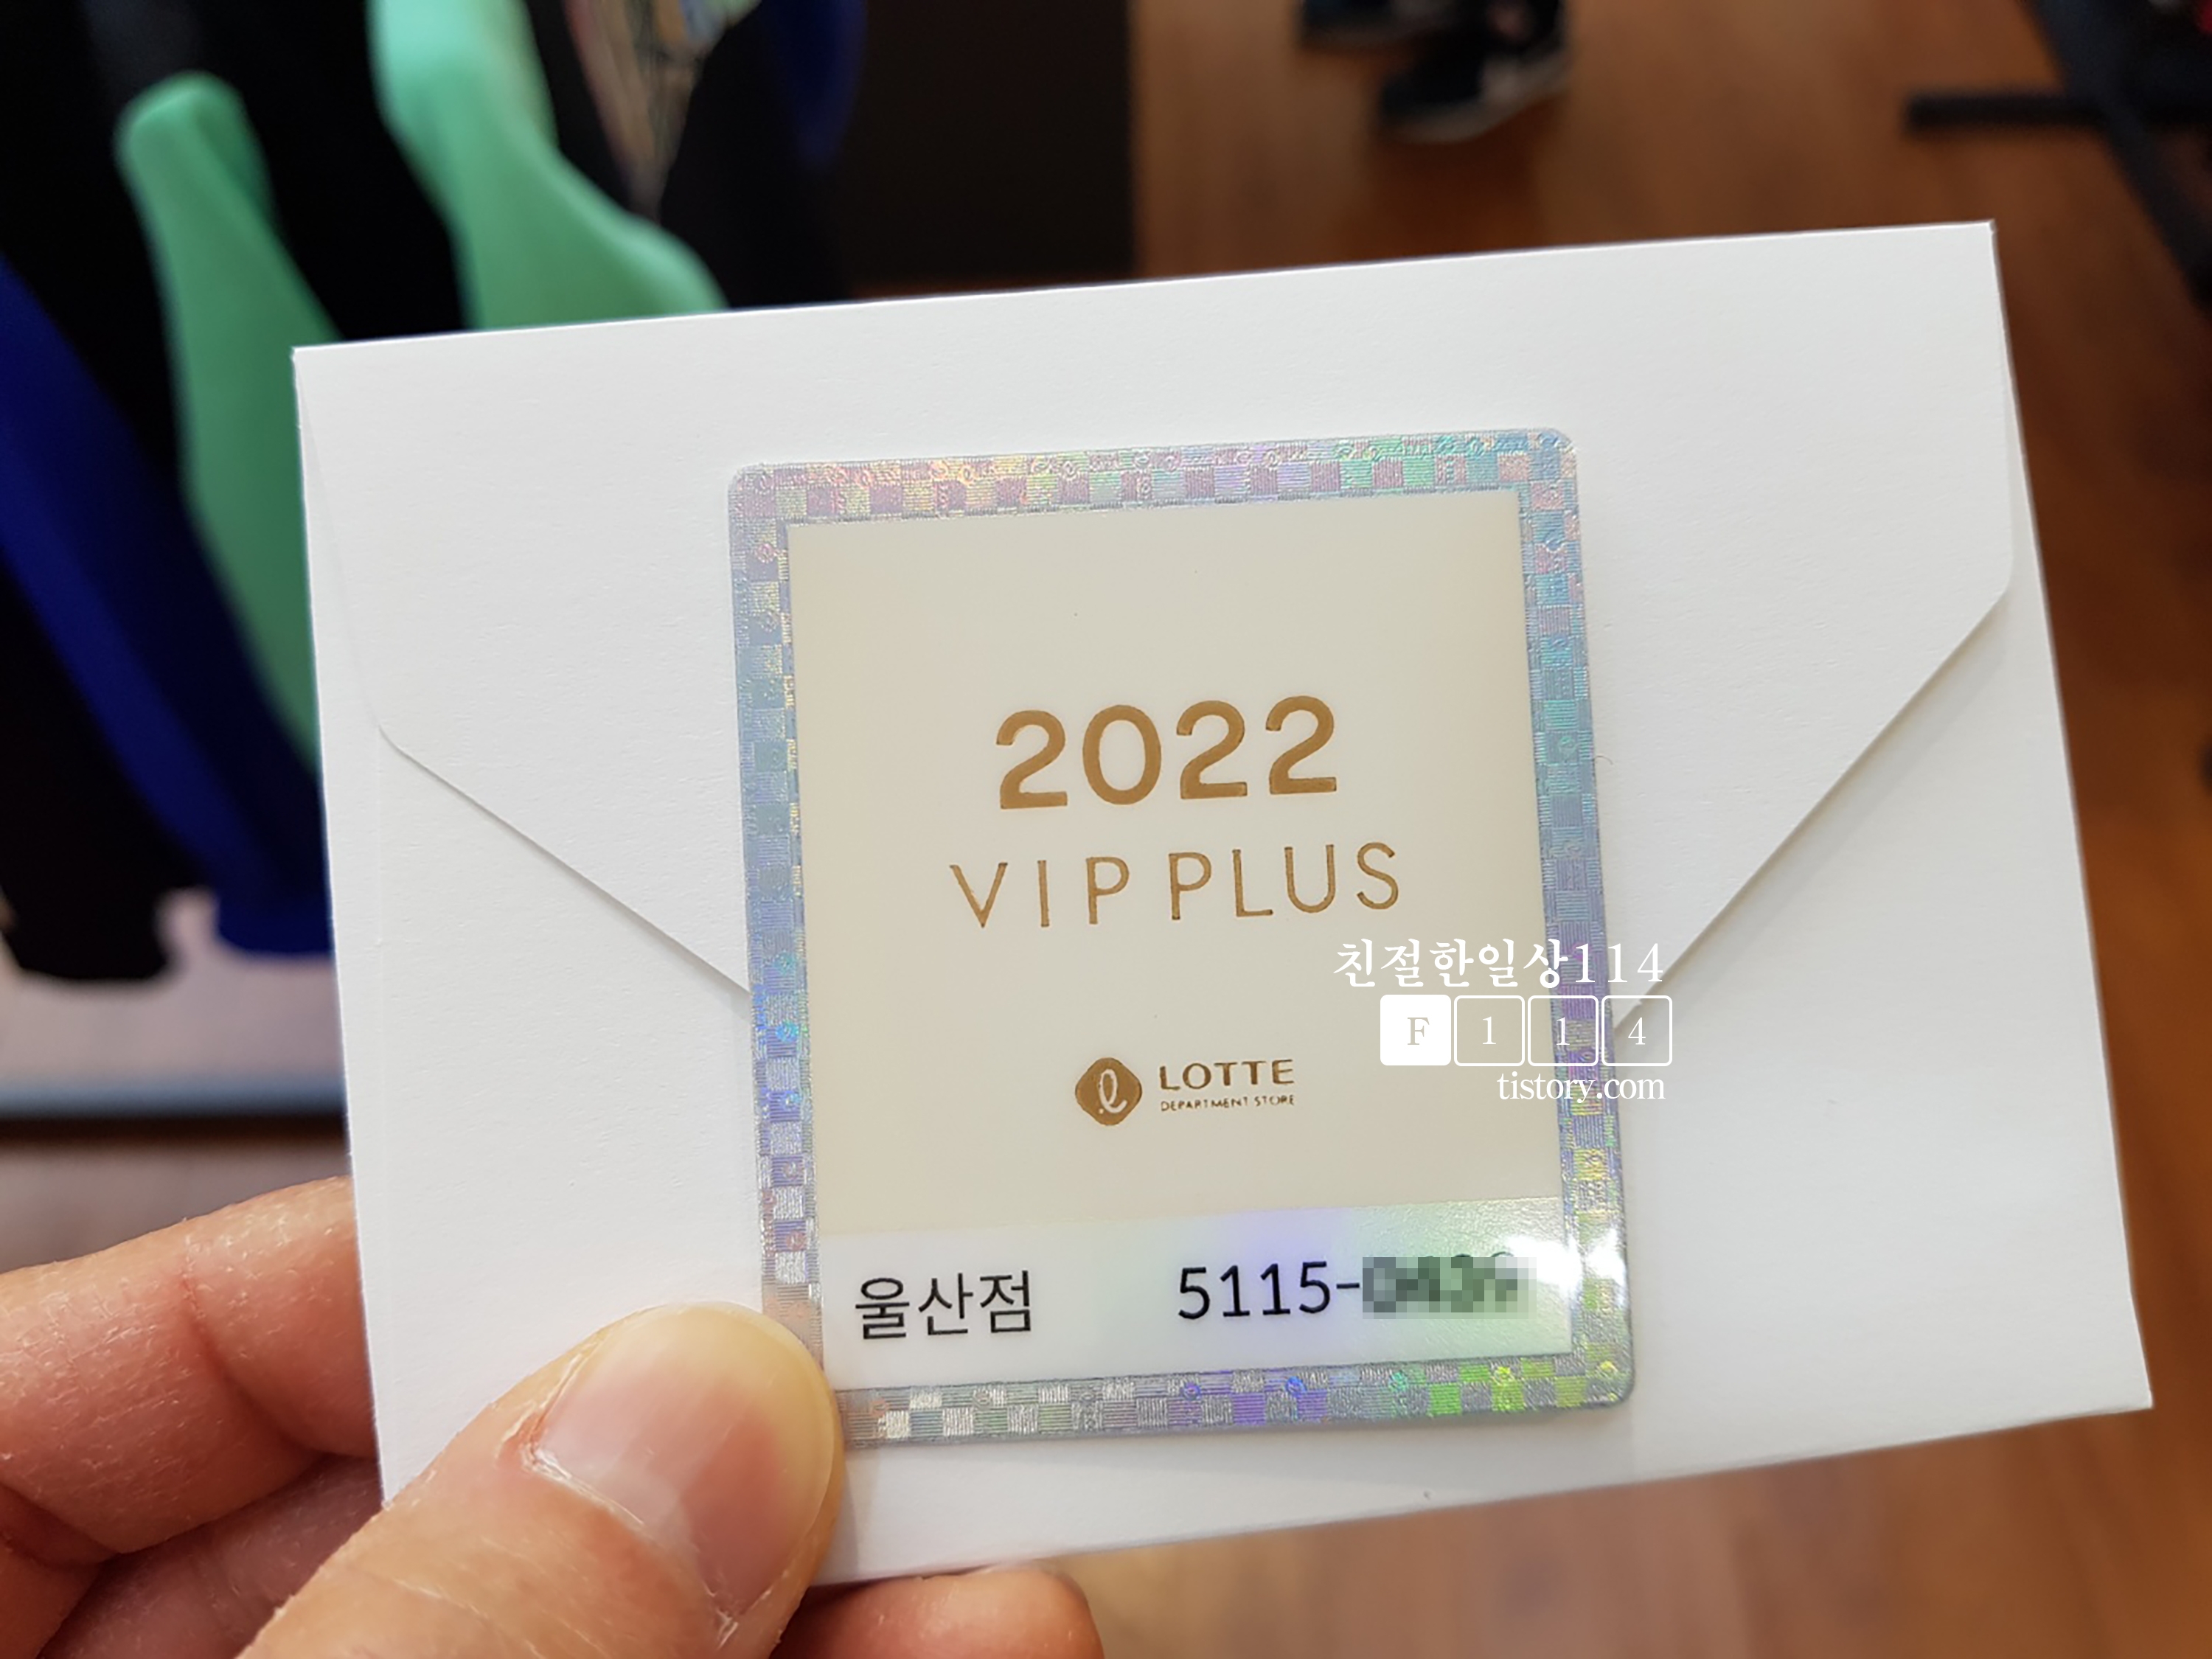 2022
VIP PLUS
친절한일상114
F114
tistory.com
LOTTE
DEPARTMENT STORE
울산점 5115-